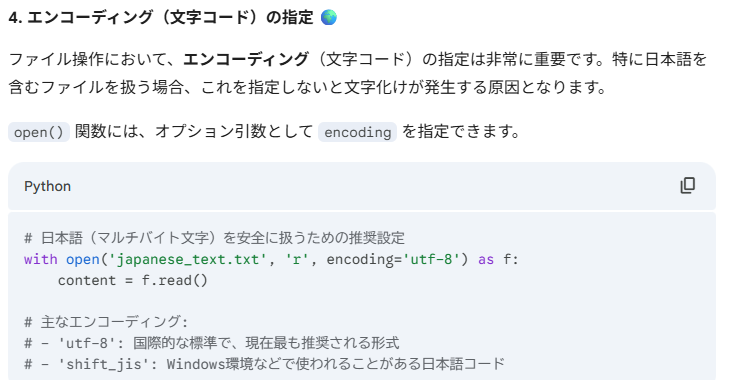 4. エンコーディング（文字コード）の指定 🌍
ファイル操作において、エンコーディング（文字コード）の指定は非常に重要です。特に日本語を
含むファイルを扱う場合、これを指定しないと文字化けが発生する原因となります。
open() 関数には、オプション引数として encoding を指定できます。
Python
# 日本語（マルチバイト文字）を安全に扱うための推奨設定
with open('japanese_text.txt', 'r', encoding='utf-8') as f:
    content = f.read()
# 主なエンコーディング:
# - 'utf-8': 国際的な標準で、現在最も推奨される形式
# - 'shift_jis': Windows環境などで使われることがある日本語コード